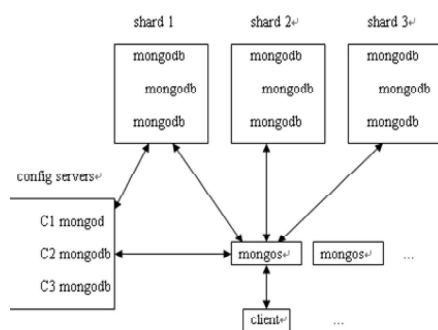 shard 1 shard 2↵ shard 3↵
mongodb mongodb mongodb
mongodb mongodb mongodb
mongodb mongodb mongodb
config servers↵
C1 mongod
C2 mongodb
C3 mongodb
mongos↵ mongos↵ ...
client↵ ...